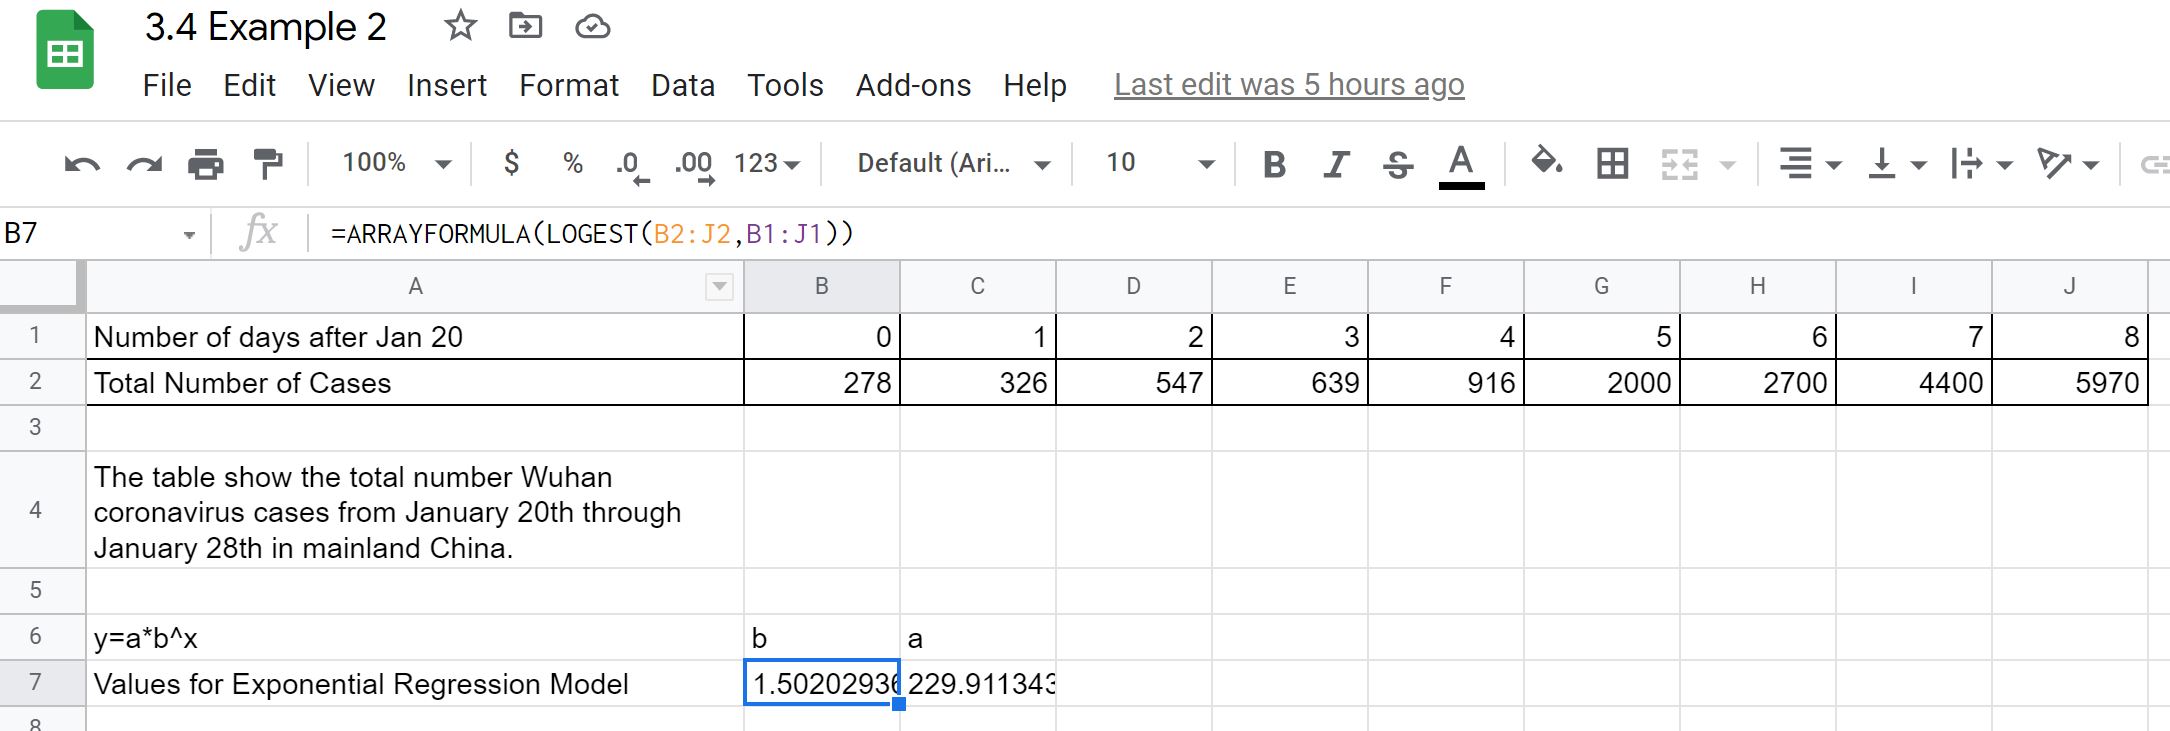 3.4 Example 2
File Edit View Insert Format Data Tools Add-ons Help Last edit was 5 hours ago
100% $ % .0 .00 123 Default (Ari... 10 B I S A
B7 fx =ARRAYFORMULA(LOGEST(B2:J2,B1:J1))
A B C D E F G H I J
1 Number of days after Jan 20 0 1 2 3 4 5 6 7 8
2 Total Number of Cases 278 326 547 639 916 2000 2700 4400 5970
3
4 The table show the total number Wuhan
coronavirus cases from January 20th through
January 28th in mainland China.
5
6 y=a*b^x b a
7 Values for Exponential Regression Model 1.50202936 229.911343
8